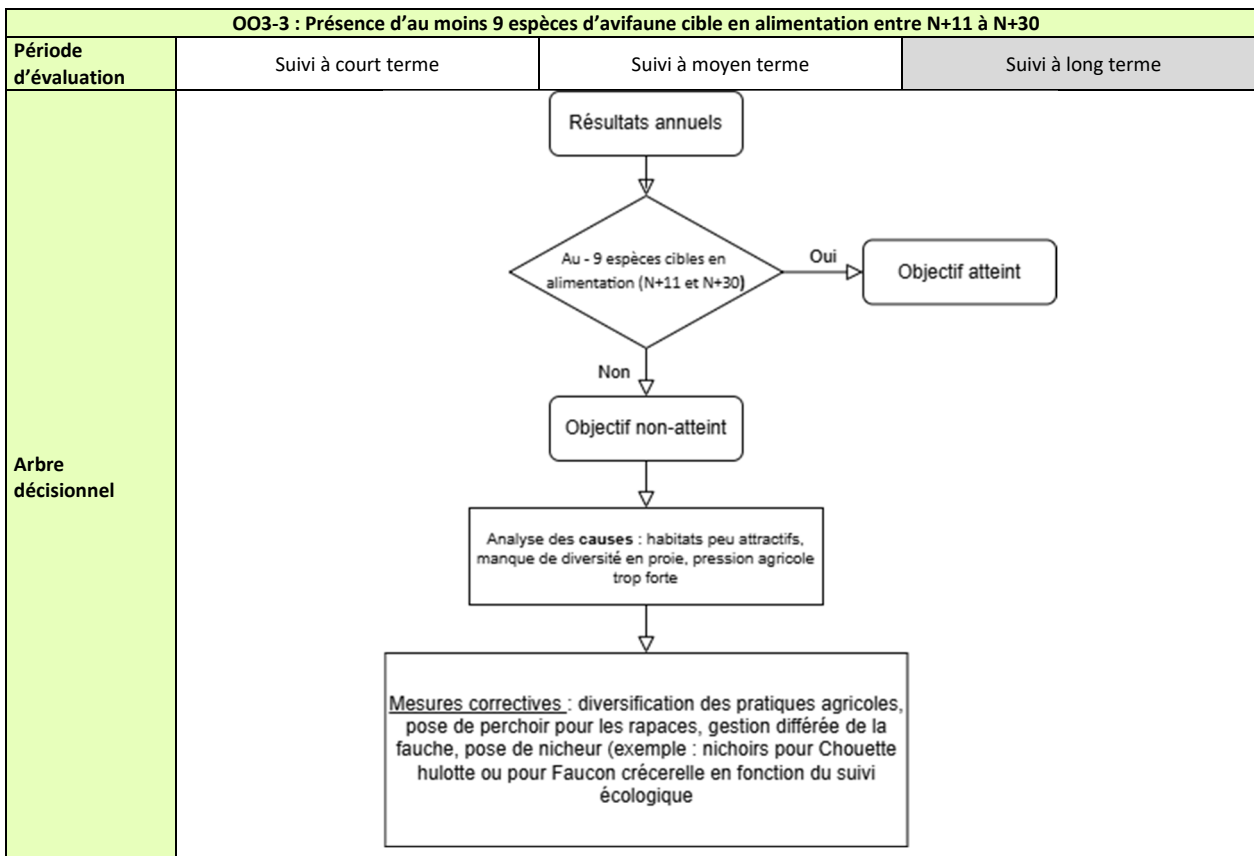 OO3-3 : Présence d’au moins 9 espèces d’avifaune cible en alimentation entre N+11 à N+30
Période
d’évaluation
Suivi à court terme
Suivi à moyen terme
Suivi à long terme
Arbre
décisionnel
Résultats annuels
Au - 9 espèces cibles en
alimentation (N+11 et N+30)
Oui
Objectif atteint
Non
Objectif non-atteint
Analyse des causes : habitats peu attractifs,
manque de diversité en proie, pression agricole
trop forte
Mesures correctives : diversification des pratiques agricoles,
pose de perchoir pour les rapaces, gestion différée de la
fauche, pose de nicheur (exemple : nichoirs pour Chouette
hulotte ou pour Faucon crécerelle en fonction du suivi
écologique